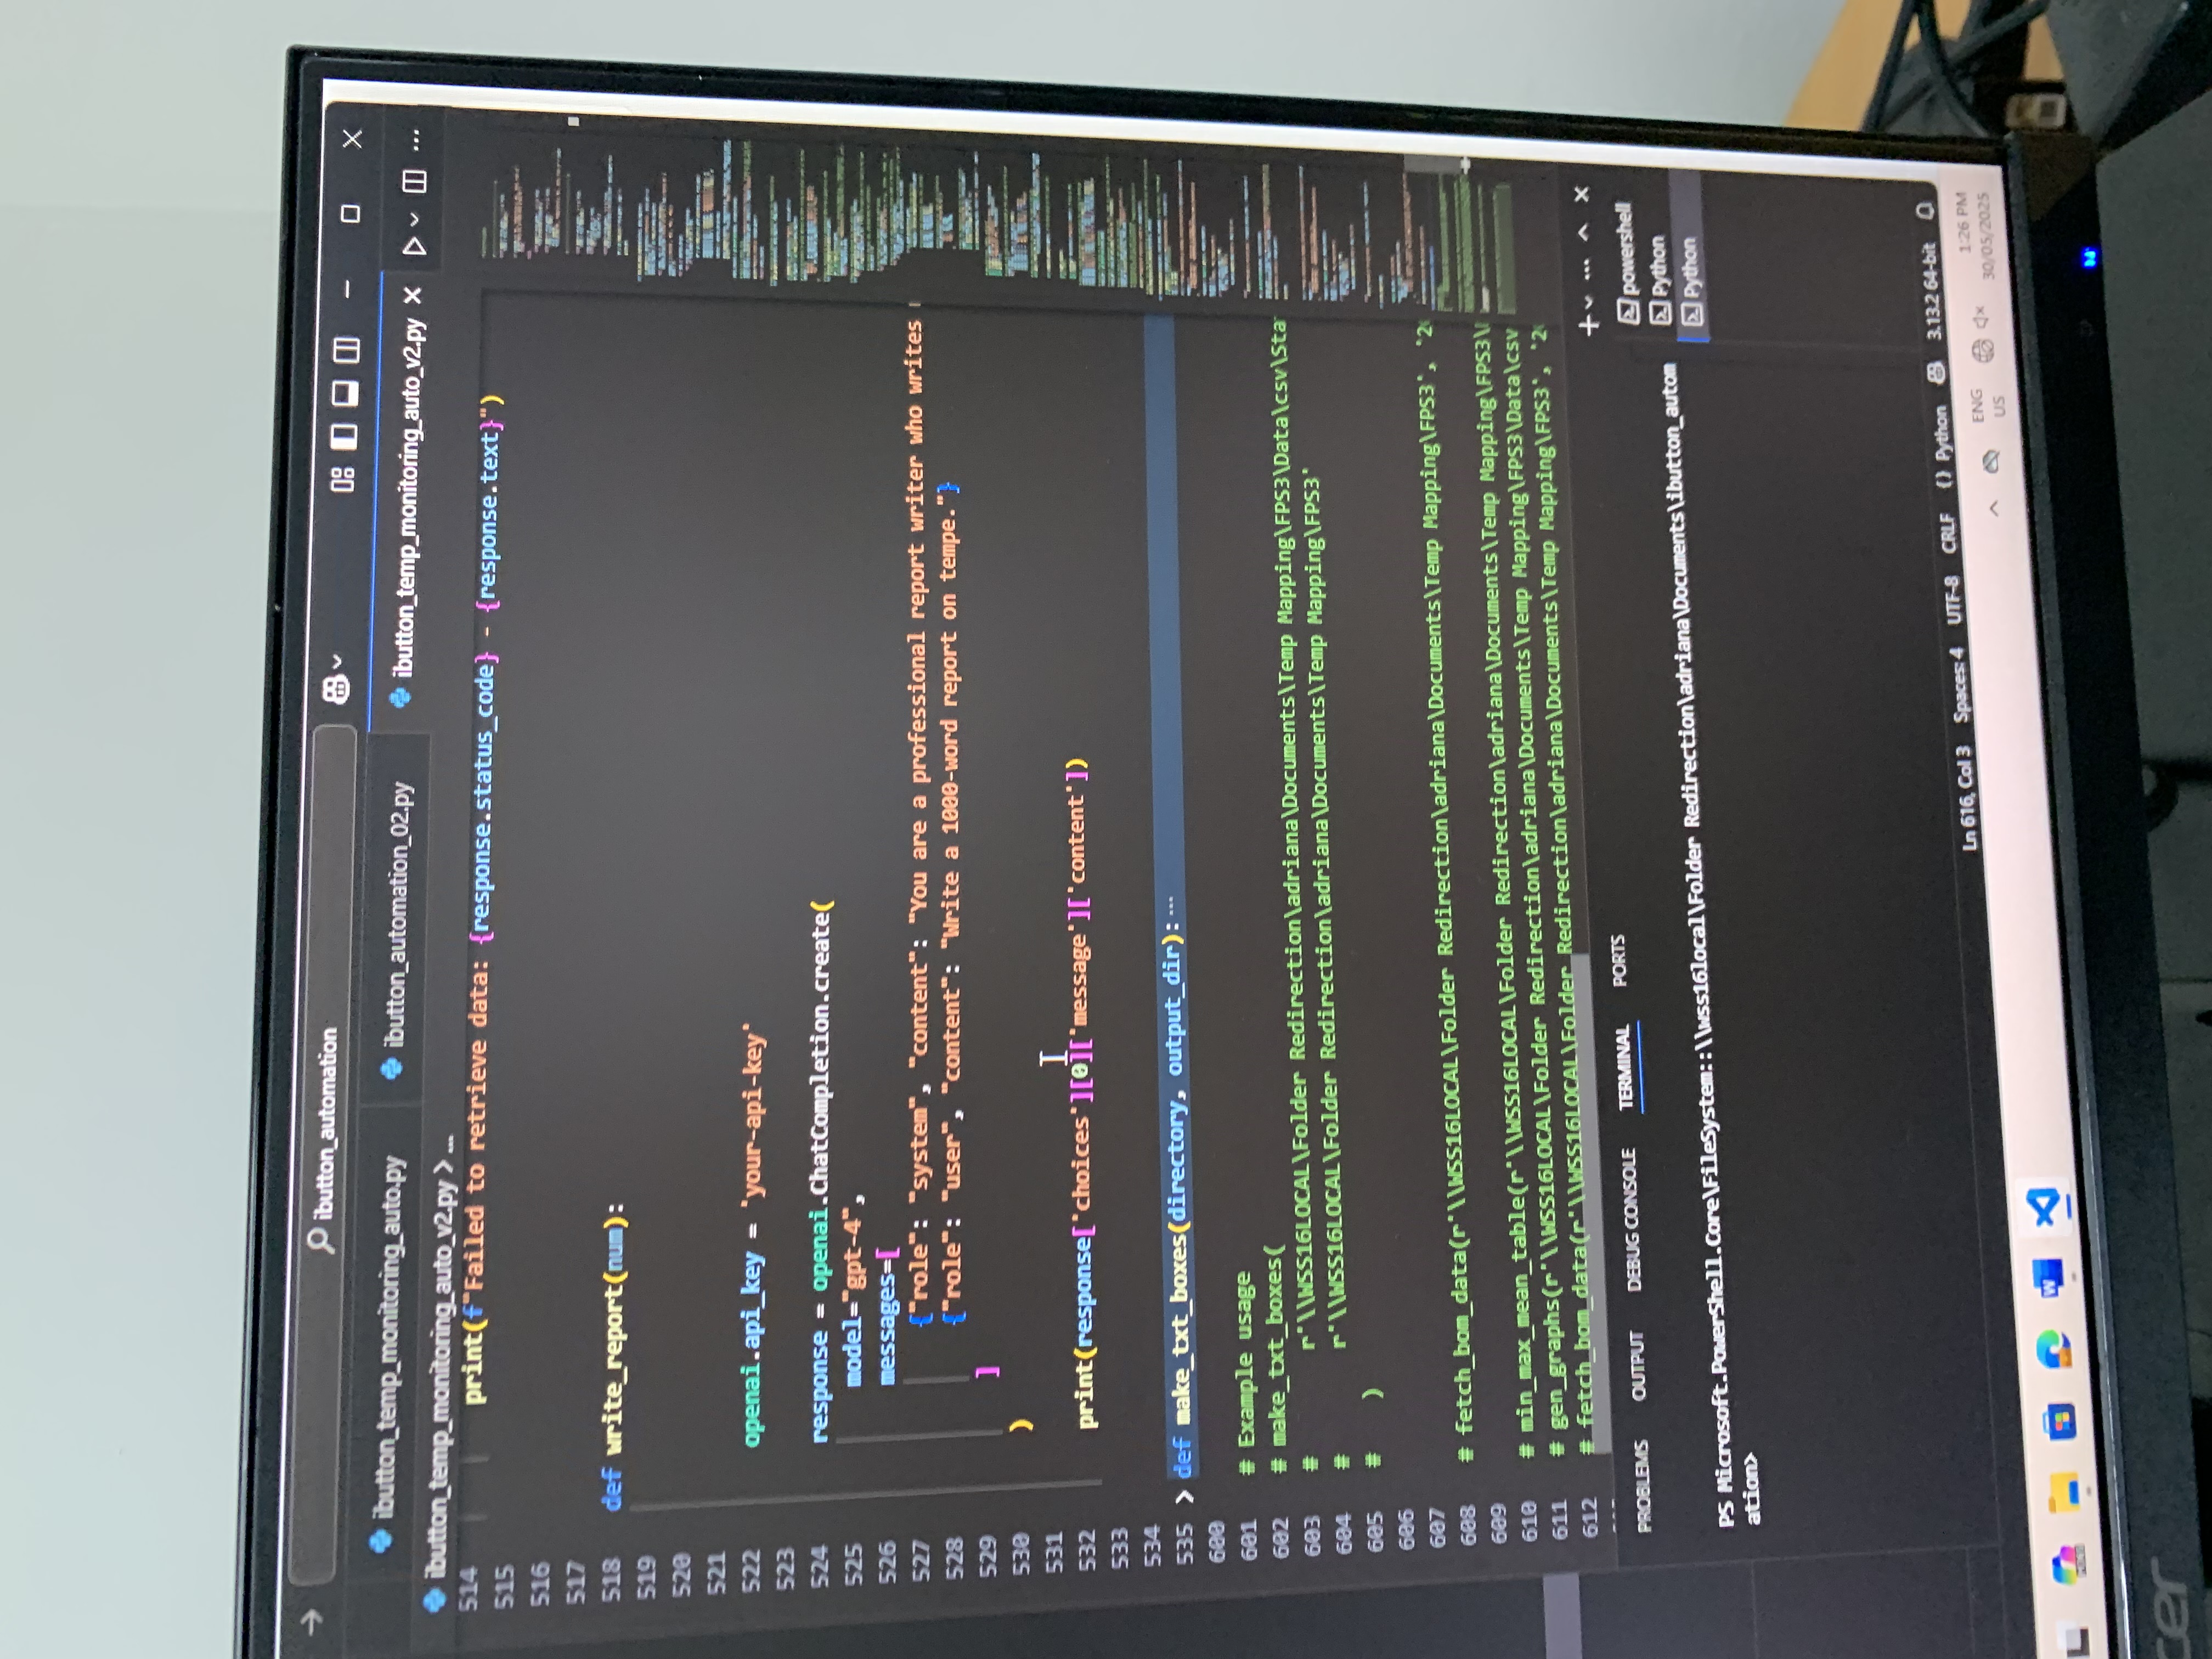 ibutton_automation
ibutton_temp_monitoring_auto.py
ibutton_automation_02.py
ibutton_temp_monitoring_auto_v2.py
ibutton_temp_monitoring_auto_v2.py > ...
514 print(f"Failed to retrieve data: {response.status_code} - {response.text}")
515
516
517
518 def write_report(num):
519
520
521
522 openai.api_key = 'your-api-key'
523
524 response = openai.ChatCompletion.create(
525 model="gpt-4",
526 messages=[
527 {"role": "system", "content": "You are a professional report writer who writes
528 {"role": "user", "content": "Write a 1000-word report on tempe."}
529 ]
530 )
531
532 print(response['choices'][0]['message']['content'])
533
534
535 > def make_txt_boxes(directory, output_dir): ...
600
601 # Example usage
602 # make_txt_boxes(
603 # r'\\WSS16LOCAL\Folder Redirection\adriana\Documents\Temp Mapping\FPS3\Data\csv\Sta
604 # r'\\WSS16LOCAL\Folder Redirection\adriana\Documents\Temp Mapping\FPS3'
605 # )
606
607
608 # fetch_bom_data(r'\\WSS16LOCAL\Folder Redirection\adriana\Documents\Temp Mapping\FPS3', '2
609
610 # min_max_mean_table(r'\\WSS16LOCAL\Folder Redirection\adriana\Documents\Temp Mapping\FPS3\
611 # gen_graphs(r'\\WSS16LOCAL\Folder Redirection\adriana\Documents\Temp Mapping\FPS3\Data\csv
612 # fetch_bom_data(r'\\WSS16LOCAL\Folder Redirection\adriana\Documents\Temp Mapping\FPS3', '2
PROBLEMS OUTPUT DEBUG CONSOLE TERMINAL PORTS
powershell
Python
Python
PS Microsoft.PowerShell.Core\FileSystem::\\wss16local\Folder Redirection\adriana\Documents\ibutton_autom
ation>
Ln 616, Col 3 Spaces: 4 UTF-8 CRLF {} Python 3.13.2 64-bit
ENG
US
1:26 PM
30/05/2025
cer